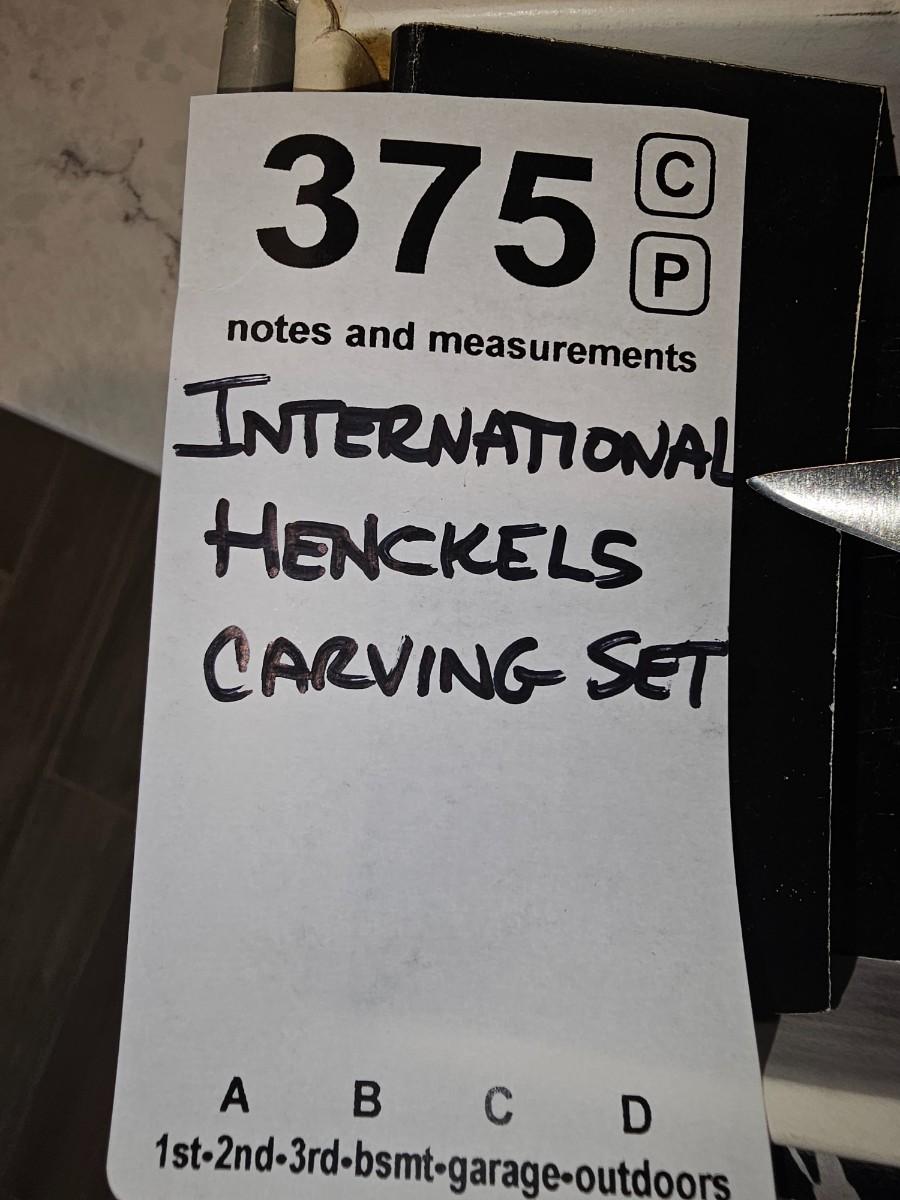 375 C
P
notes and measurements
INTERNATIONAL
HENCKELS
CARVING SET
A B C D
1st•2nd•3rd•bsmt•garage•outdoors